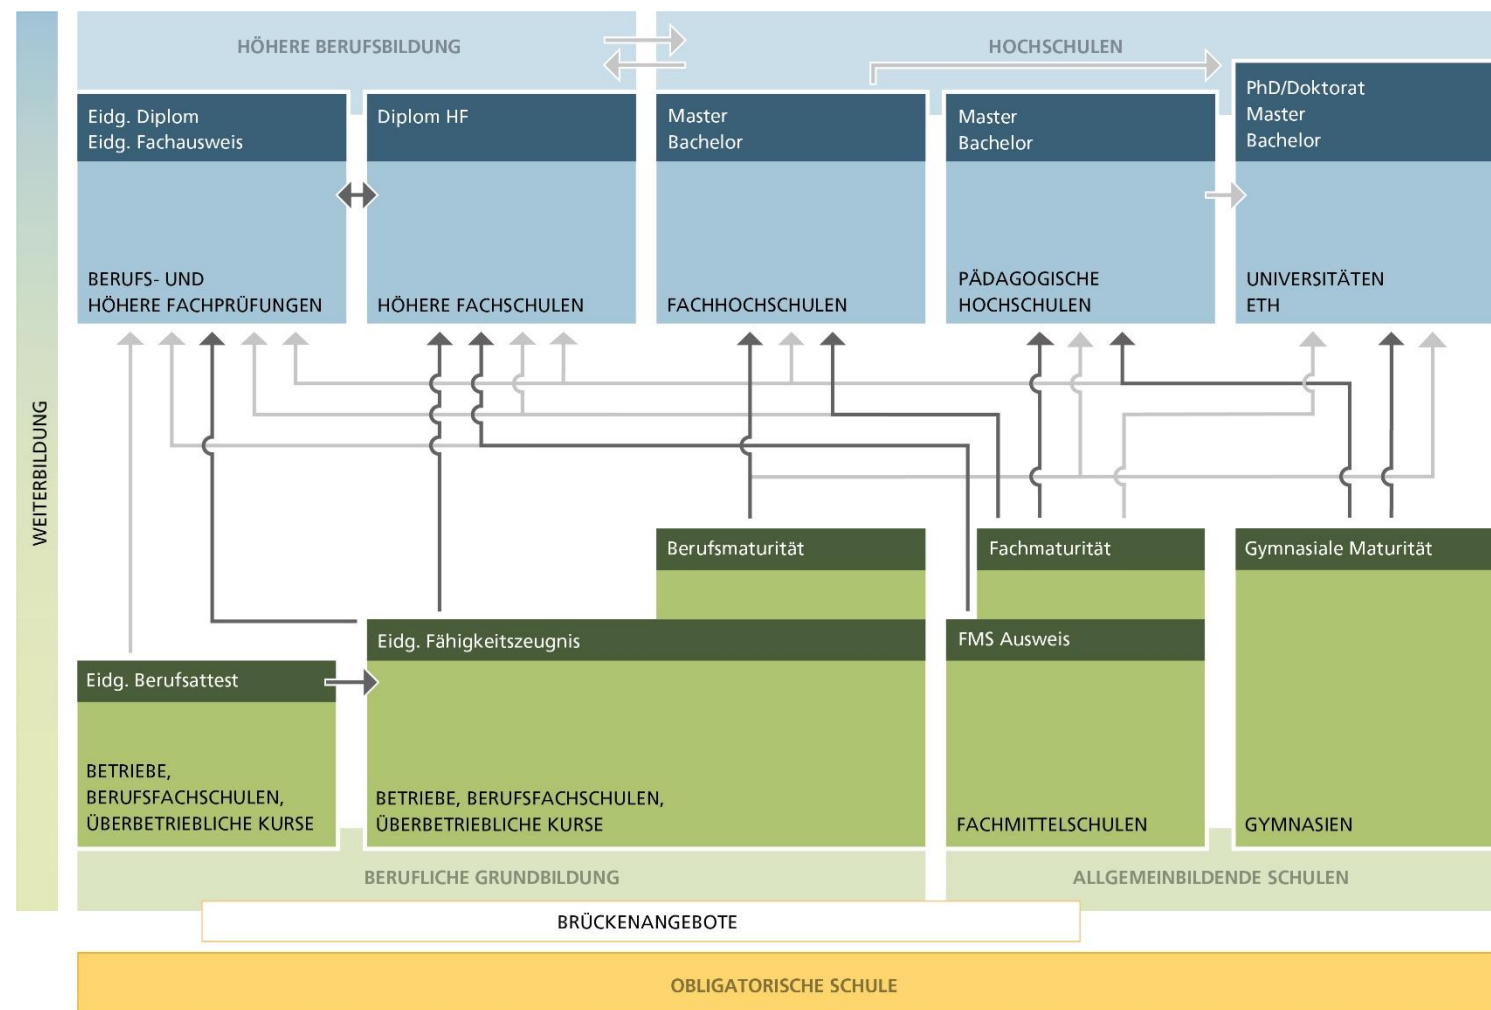 HÖHERE BERUFSBILDUNG
HOCHSCHULEN
Eidg. Diplom
Eidg. Fachausweis
Diplom HF
Master
Bachelor
Master
Bachelor
PhD/Doktorat
Master
Bachelor
BERUFS- UND
HÖHERE FACHPRÜFUNGEN
HÖHERE FACHSCHULEN
FACHHOCHSCHULEN
PÄDAGOGISCHE
HOCHSCHULEN
UNIVERSITÄTEN
ETH
WEITERBILDUNG
Berufsmaturität
Fachmaturität
Gymnasiale Maturität
Eidg. Fähigkeitszeugnis
FMS Ausweis
Eidg. Berufsattest
BETRIEBE,
BERUFSFACHSCHULEN,
ÜBERBETRIEBLICHE KURSE
BETRIEBE, BERUFSFACHSCHULEN,
ÜBERBETRIEBLICHE KURSE
FACHMITTELSCHULEN
GYMNASIEN
BERUFLICHE GRUNDBILDUNG
ALLGEMEINBILDENDE SCHULEN
BRÜCKENANGEBOTE
OBLIGATORISCHE SCHULE